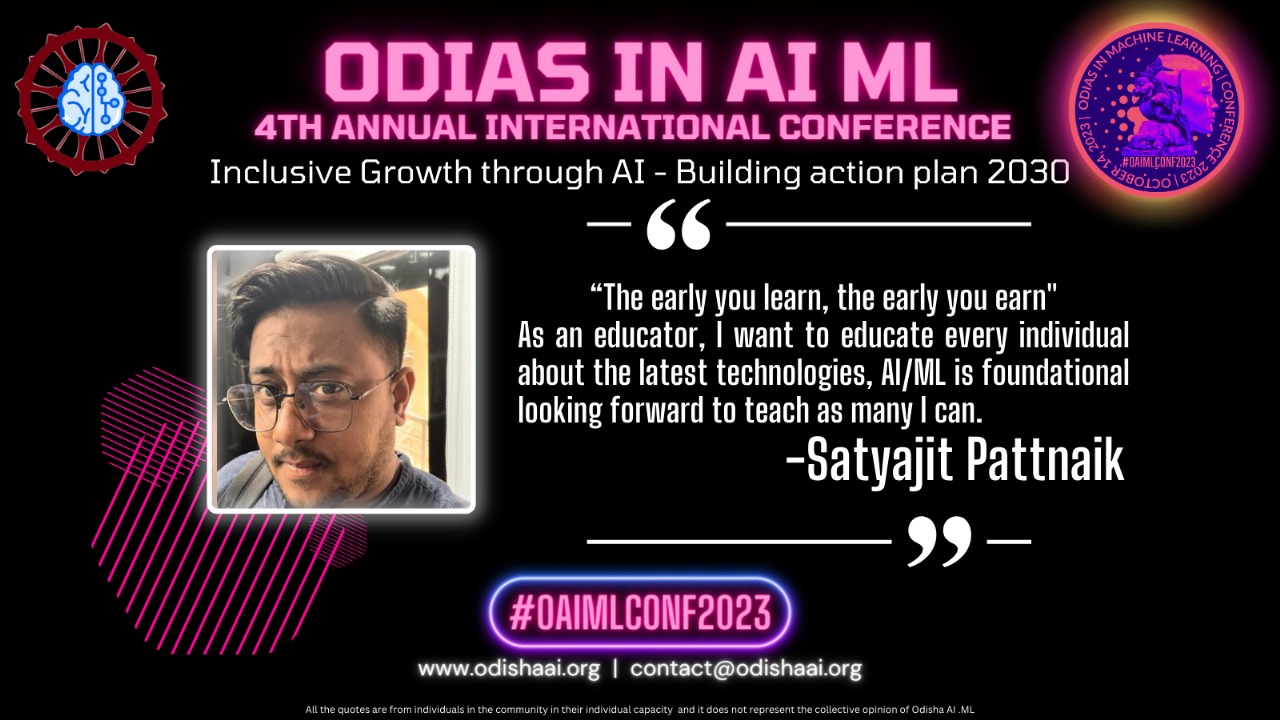 ODIAS IN AI ML
4TH ANNUAL INTERNATIONAL CONFERENCE
Inclusive Growth through AI - Building action plan 2030
ODIAS IN MACHINE LEARNING | CONFERENCE 2023 | OCTOBER 14, 2023 |
#OAIMLCONF2023
“The early you learn, the early you earn"
As an educator, I want to educate every individual
about the latest technologies, AI/ML is foundational
looking forward to teach as many I can.
-Satyajit Pattnaik
#OAIMLCONF2023
www.odishaai.org | contact@odishaai.org
All the quotes are from individuals in the community in their individual capacity and it does not represent the collective opinion of Odisha AI .ML